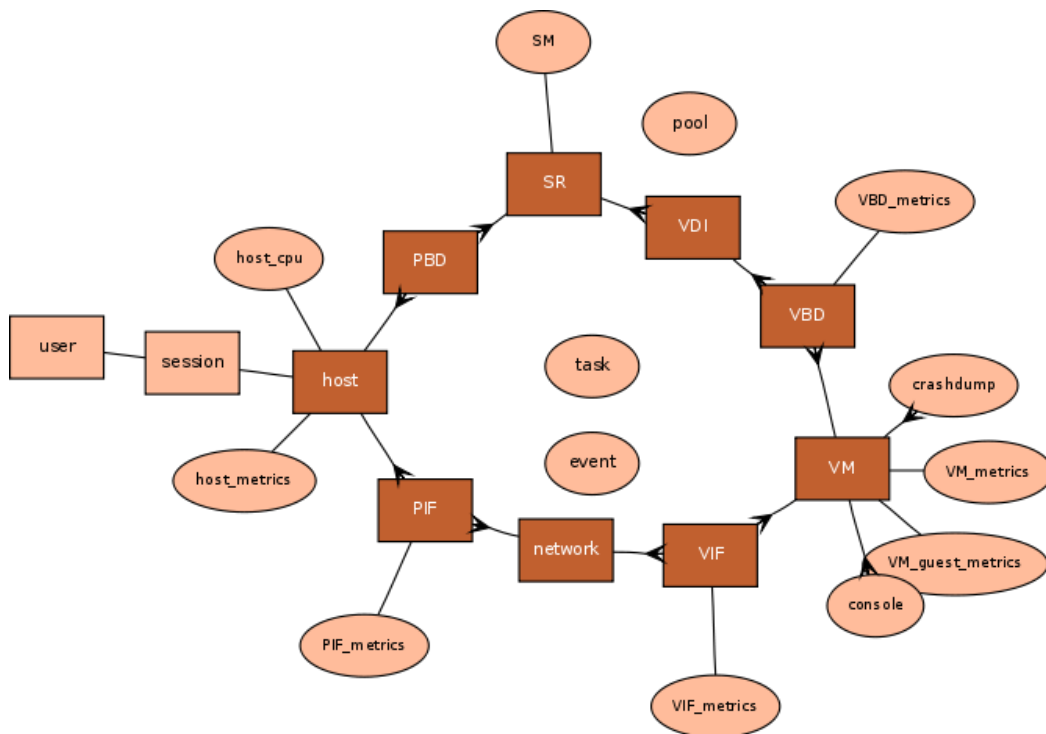 SM
pool
SR
VBD_metrics
VDI
host_cpu
PBD
VBD
user
session
host
task
crashdump
event
VM
VM_metrics
host_metrics
PIF
network
VIF
VM_guest_metrics
console
PIF_metrics
VIF_metrics